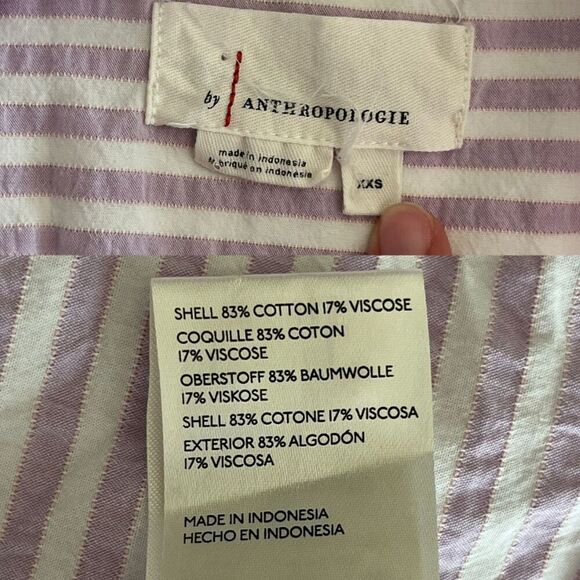 by ANTHROPOLOGIE
made in indonesia
fabriqué en indonésie
XXS
SHELL 83% COTTON 17% VISCOSE
COQUILLE 83% COTON
17% VISCOSE
OBERSTOFF 83% BAUMWOLLE
17% VISKOSE
SHELL 83% COTONE 17% VISCOSA
EXTERIOR 83% ALGODÓN
17% VISCOSA
MADE IN INDONESIA
HECHO EN INDONESIA